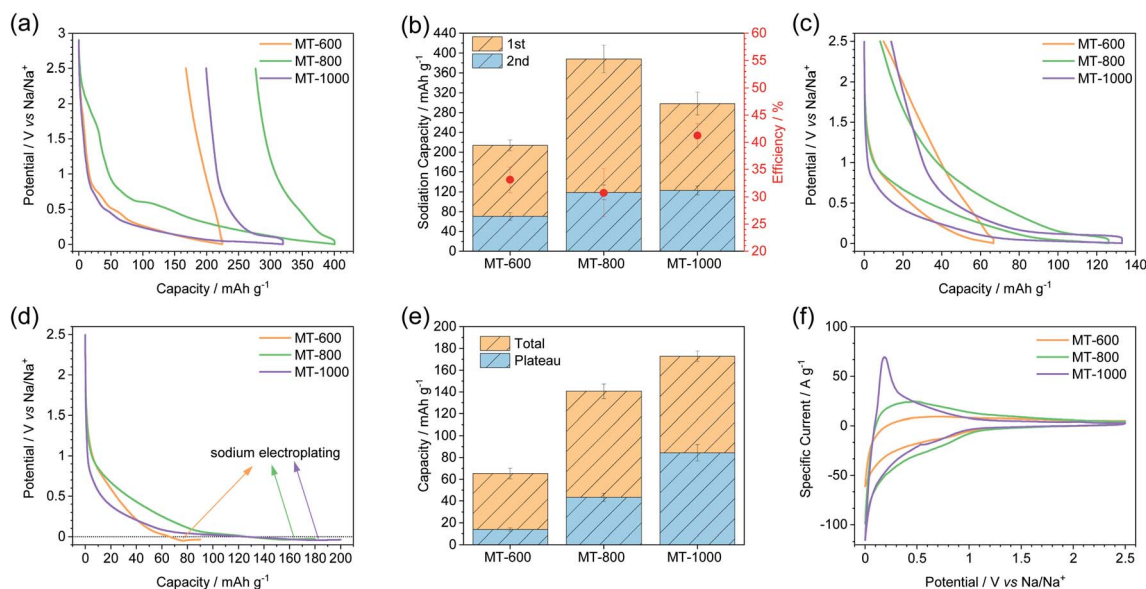 (a)
3
2.5
2
1.5
1
0.5
0
Potential / V vs Na/Na⁺
MT-600
MT-800
MT-1000
0 50 100 150 200 250 300 350 400
Capacity / mAh g⁻¹
(b)
440
400
360
320
280
240
200
160
120
80
40
0
Sodiation Capacity / mAh g⁻¹
1st
2nd
60
55
50
45
40
35
30
25
20
Efficiency / %
MT-600 MT-800 MT-1000
(c)
2.5
2
1.5
1
0.5
0
Potential / V vs Na/Na⁺
MT-600
MT-800
MT-1000
0 20 40 60 80 100 120 140
Capacity / mAh g⁻¹
(d)
2.5
2
1.5
1
0.5
0
Potential / V vs Na/Na⁺
MT-600
MT-800
MT-1000
sodium electroplating
0 20 40 60 80 100 120 140 160 180 200
Capacity / mAh g⁻¹
(e)
200
180
160
140
120
100
80
60
40
20
0
Capacity / mAh g⁻¹
Total
Plateau
MT-600 MT-800 MT-1000
(f)
100
50
0
-50
-100
Specific Current / A g⁻¹
MT-600
MT-800
MT-1000
0 0.5 1 1.5 2 2.5
Potential / V vs Na/Na⁺